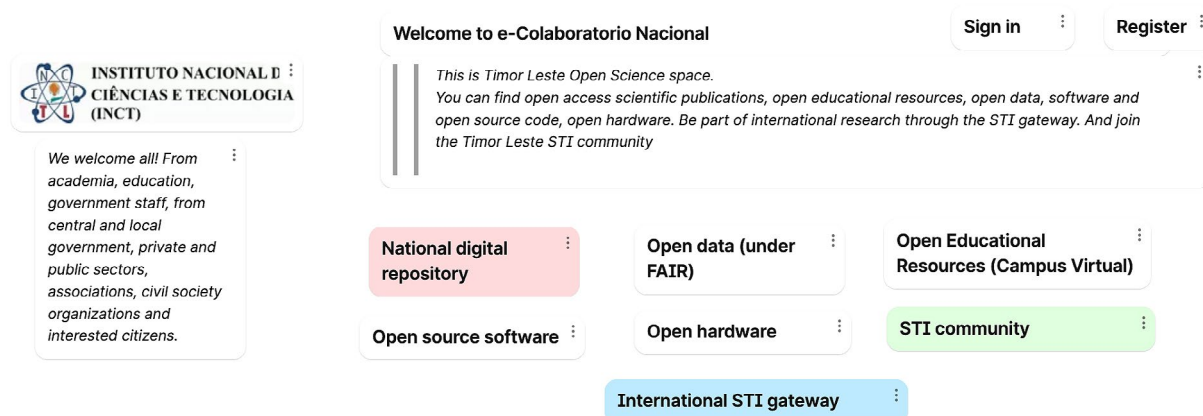 Welcome to e-Colaboratorio Nacional
Sign in
Register
INCT
TL
INSTITUTO NACIONAL D
CIÊNCIAS E TECNOLOGIA
(INCT)
This is Timor Leste Open Science space.
You can find open access scientific publications, open educational resources, open data, software and
open source code, open hardware. Be part of international research through the STI gateway. And join
the Timor Leste STI community
We welcome all! From
academia, education,
government staff, from
central and local
government, private and
public sectors,
associations, civil society
organizations and
interested citizens.
National digital
repository
Open data (under
FAIR)
Open Educational
Resources (Campus Virtual)
Open source software
Open hardware
STI community
International STI gateway